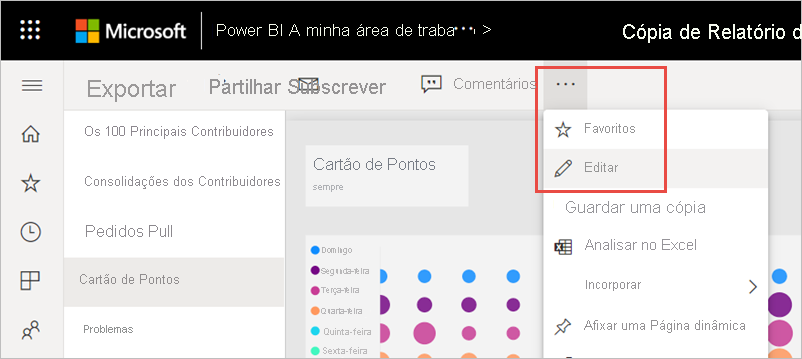 Microsoft Power BI A minha área de traba >
Cópia de Relatório d
Exportar Partilhar Subscrever Comentários ...
Os 100 Principais Contribuidores
Consolidações dos Contribuidores
Pedidos Pull
Cartão de Pontos
Problemas
Cartão de Pontos
sempre
Domingo
Segunda-feira
Terça-feira
Quarta-feira
Quinta-feira
Sexta-feira
Favoritos
Editar
Guardar uma cópia
Analisar no Excel
Incorporar
Afixar uma Página dinâmica